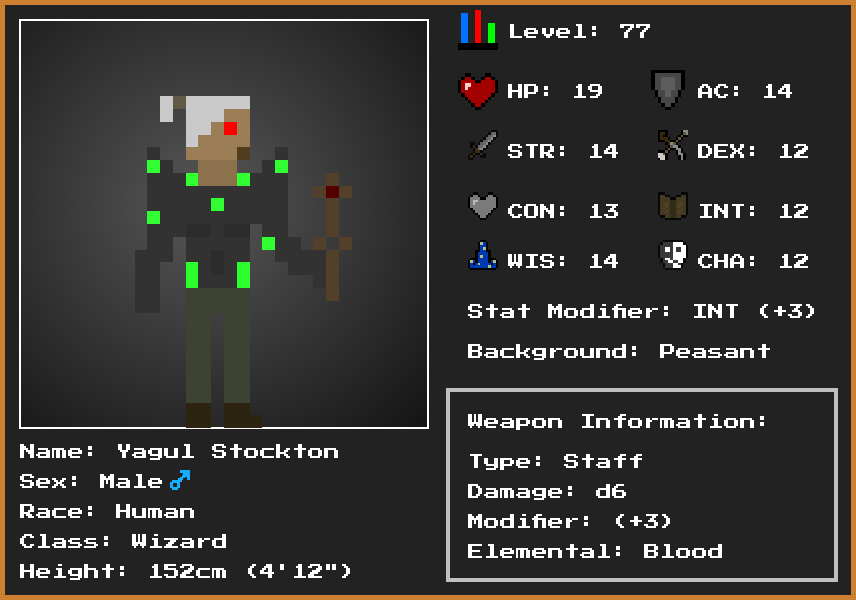 Level: 77
HP: 19 AC: 14
STR: 14 DEX: 12
CON: 13 INT: 12
WIS: 14 CHA: 12
Stat Modifier: INT (+3)
Background: Peasant
Weapon Information:
Type: Staff
Damage: d6
Modifier: (+3)
Elemental: Blood
Name: Yagul Stockton
Sex: Male ♂
Race: Human
Class: Wizard
Height: 152cm (4'12")